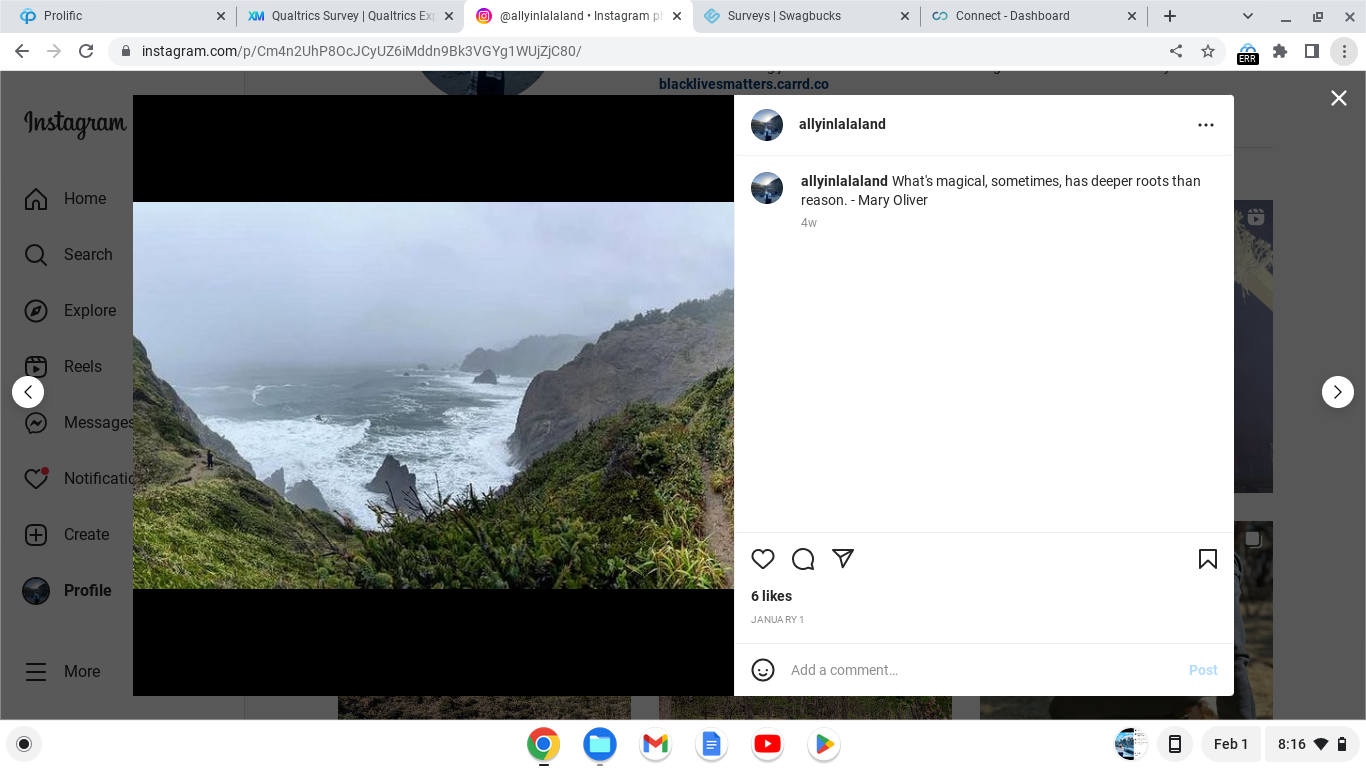 Prolific
Qualtrics Survey | Qualtrics Exp
@allyinlalaland • Instagram p
Surveys | Swagbucks
Connect - Dashboard
instagram.com/p/Cm4n2UhP8OcJCyUZ6iMddn9Bk3VGYg1WUjZjC80/
ERR
blacklivesmatters.carrd.co
Instagram
Home
Search
Explore
Reels
Messages
Notificatio
Create
Profile
More
allyinlalaland
allyinlalaland What's magical, sometimes, has deeper roots than
reason. - Mary Oliver
4w
6 likes
JANUARY 1
Add a comment…
Post
Feb 1
8:16